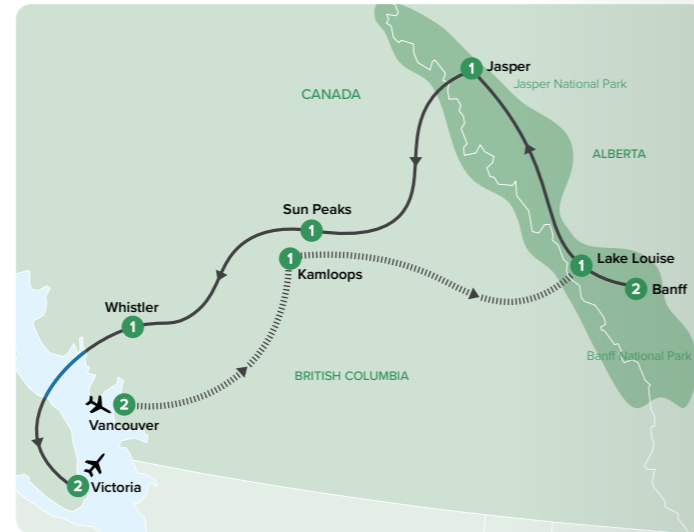 1
Jasper
Jasper National Park
CANADA
ALBERTA
Sun Peaks
1
1
Kamloops
1
Lake Louise
2
Banff
Whistler
1
Banff National Park
BRITISH COLUMBIA
2
Vancouver
2
Victoria